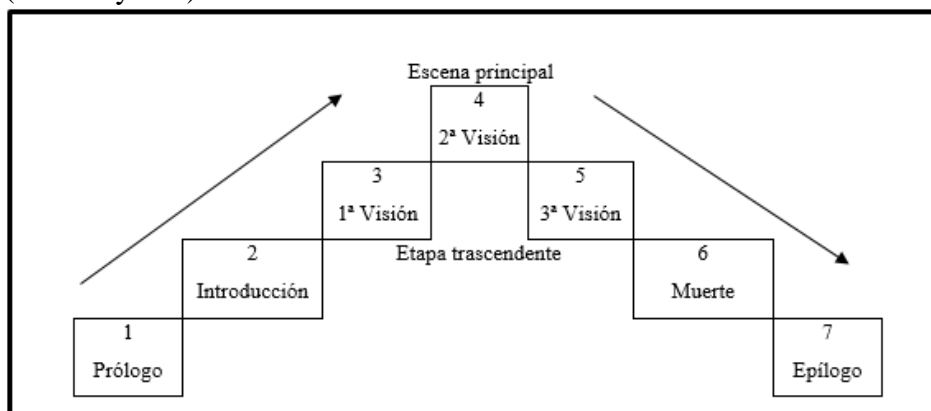 Escena principal
4
2ª Visión
3
1ª Visión
5
3ª Visión
Etapa trascendente
2
Introducción
6
Muerte
1
Prólogo
7
Epílogo